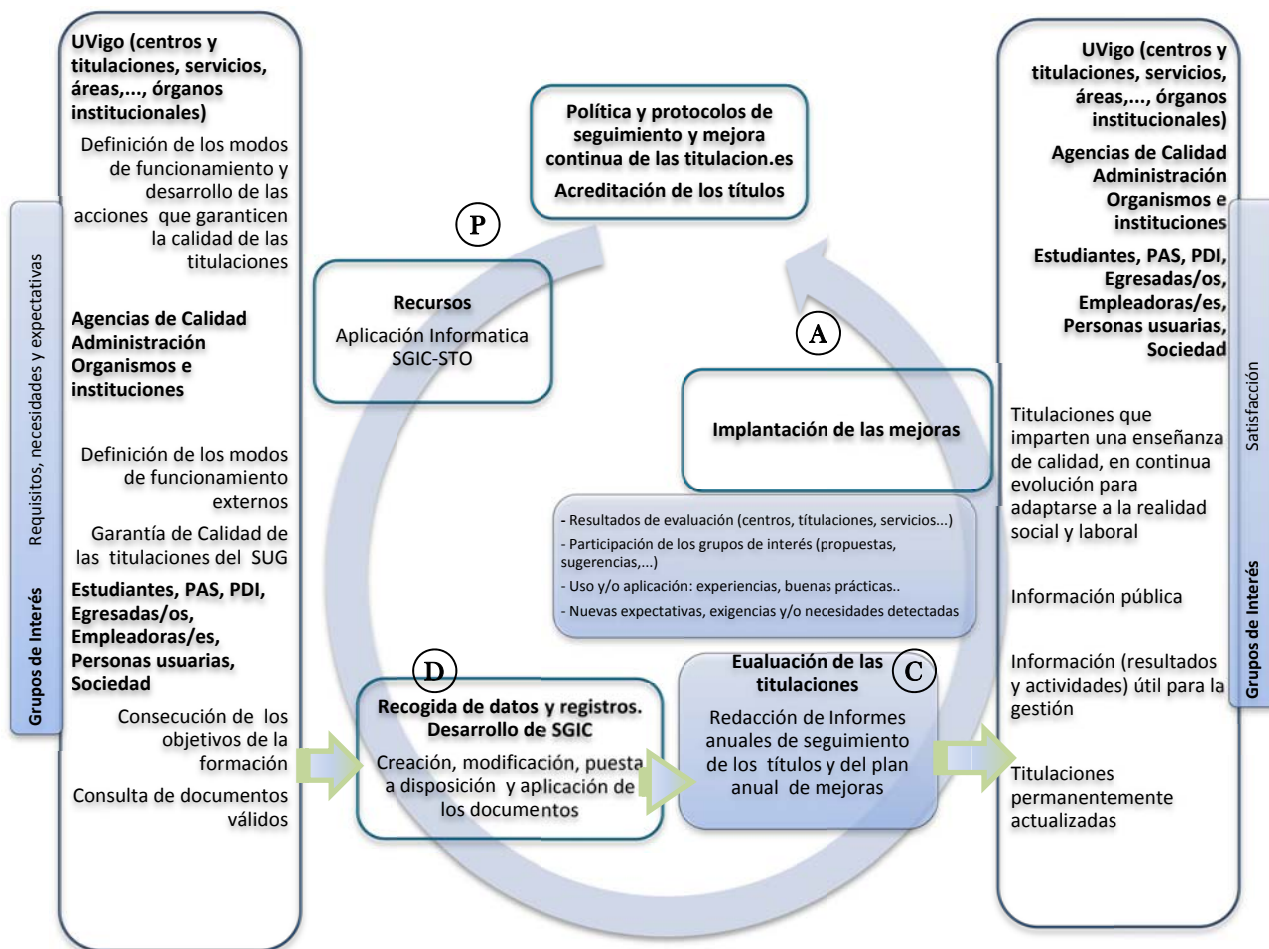 UVigo (centros y
titulaciones, servicios,
áreas,..., órganos
institucionales)
Definición de los modos
de funcionamiento y
desarrollo de las
acciones que garanticen
la calidad de las
titulaciones
Agencias de Calidad
Administración
Organismos e
instituciones
Definición de los modos
de funcionamiento
externos
Garantía de Calidad de
las titulaciones del SUG
Estudiantes, PAS, PDI,
Egresadas/os,
Empleadoras/es,
Personas usuarias,
Sociedad
Consecución de los
objetivos de la
formación
Consulta de documentos
válidos
Grupos de Interés Requisitos, necesidades y expectativas
Política y protocolos de
seguimiento y mejora
continua de las titulacion.es
Acreditación de los títulos
P
Recursos
Aplicación Informatica
SGIC-STO
A
Implantación de las mejoras
- Resultados de evaluación (centros, títulaciones, servicios...)
- Participación de los grupos de interés (propuestas,
sugerencias,...)
- Uso y/o aplicación: experiencias, buenas prácticas..
- Nuevas expectativas, exigencias y/o necesidades detectadas
D
Recogida de datos y registros.
Desarrollo de SGIC
Creación, modificación, puesta
a disposición y aplicación de
los documentos
C
Eualuación de las
titulaciones
Redacción de Informes
anuales de seguimiento
de los títulos y del plan
anual de mejoras
UVigo (centros y
titulaciones, servicios,
áreas,..., órganos
institucionales)
Agencias de Calidad
Administración
Organismos e
instituciones
Estudiantes, PAS, PDI,
Egresadas/os,
Empleadoras/es,
Personas usuarias,
Sociedad
Titulaciones que
imparten una enseñanza
de calidad, en continua
evolución para
adaptarse a la realidad
social y laboral
Información pública
Información (resultados
y actividades) útil para la
gestión
Titulaciones
permanentemente
actualizadas
Grupos de Interés Satisfacción